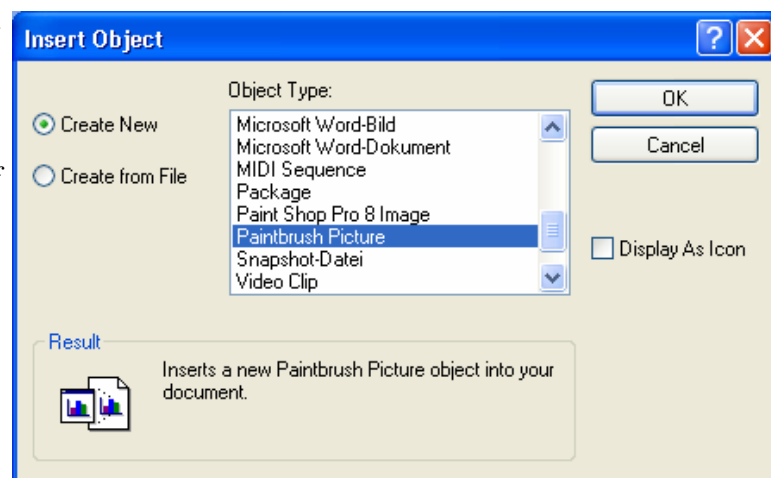 Insert Object
Object Type:
Create New
Create from File
Microsoft Word-Bild
Microsoft Word-Dokument
MIDI Sequence
Package
Paint Shop Pro 8 Image
Paintbrush Picture
Snapshot-Datei
Video Clip
OK
Cancel
Display As Icon
Result
Inserts a new Paintbrush Picture object into your
document.